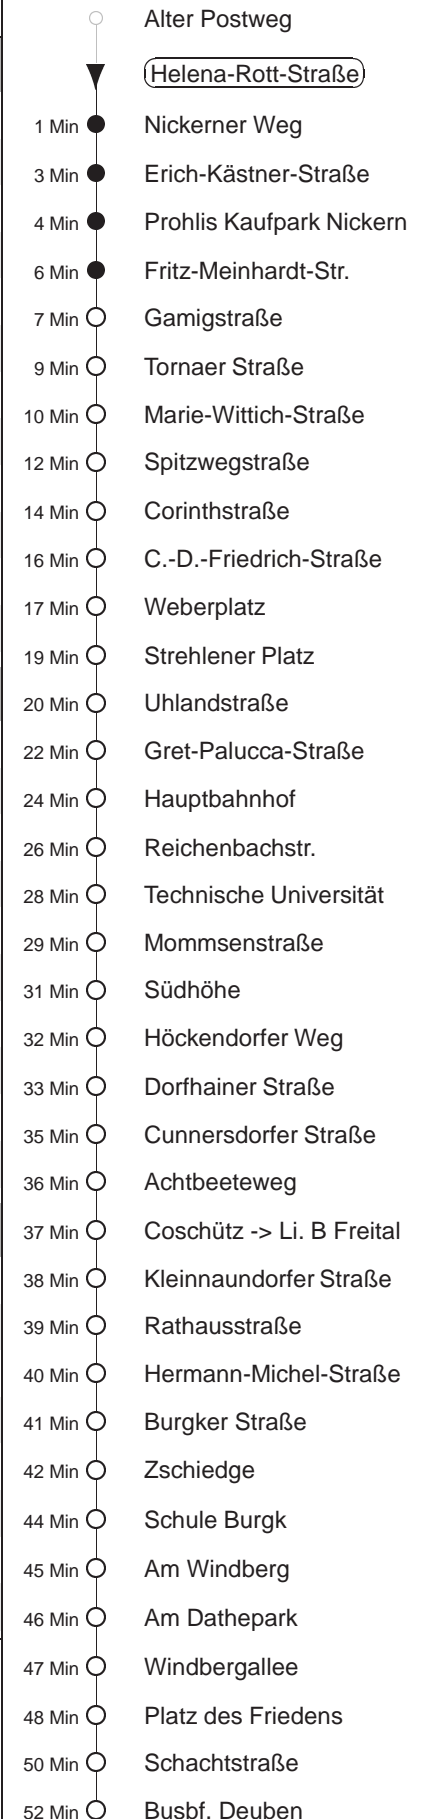 Alter Postweg
Helena-Rott-Straße
1 Min Nickerner Weg
3 Min Erich-Kästner-Straße
4 Min Prohlis Kaufpark Nickern
6 Min Fritz-Meinhardt-Str.
7 Min Gamigstraße
9 Min Tornaer Straße
10 Min Marie-Wittich-Straße
12 Min Spitzwegstraße
14 Min Corinthstraße
16 Min C.-D.-Friedrich-Straße
17 Min Weberplatz
19 Min Strehlener Platz
20 Min Uhlandstraße
22 Min Gret-Palucca-Straße
24 Min Hauptbahnhof
26 Min Reichenbachstr.
28 Min Technische Universität
29 Min Mommsenstraße
31 Min Südhöhe
32 Min Höckendorfer Weg
33 Min Dorfhainer Straße
35 Min Cunnersdorfer Straße
36 Min Achtbeeteweg
37 Min Coschütz -> Li. B Freital
38 Min Kleinnaundorfer Straße
39 Min Rathausstraße
40 Min Hermann-Michel-Straße
41 Min Burgker Straße
42 Min Zschiedge
44 Min Schule Burgk
45 Min Am Windberg
46 Min Am Dathepark
47 Min Windbergallee
48 Min Platz des Friedens
50 Min Schachtstraße
52 Min Busbf. Deuben